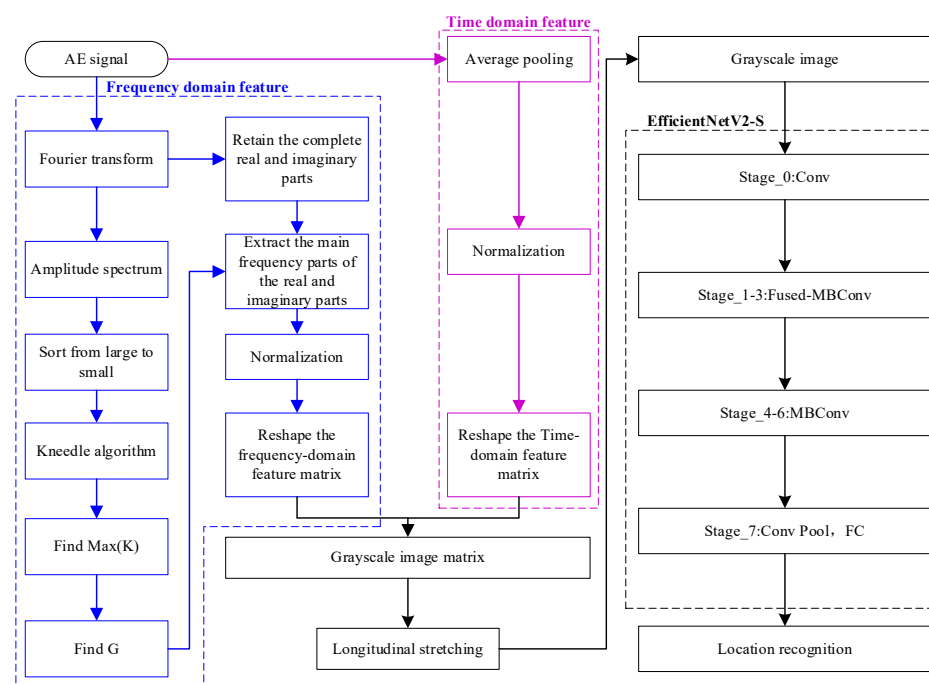 Time domain feature
AE signal
Average pooling
Grayscale image
Frequency domain feature
EfficientNetV2-S
Fourier transform
Retain the complete
real and imaginary
parts
Stage_0:Conv
Amplitude spectrum
Extract the main
frequency parts of
the real and
imaginary parts
Normalization
Stage_1-3:Fused-MBConv
Sort from large to
small
Normalization
Stage_4-6:MBConv
Kneedle algorithm
Reshape the
frequency-domain
feature matrix
Reshape the Time-
domain feature
matrix
Find Max(K)
Grayscale image matrix
Stage_7:Conv Pool，FC
Find G
Longitudinal stretching
Location recognition